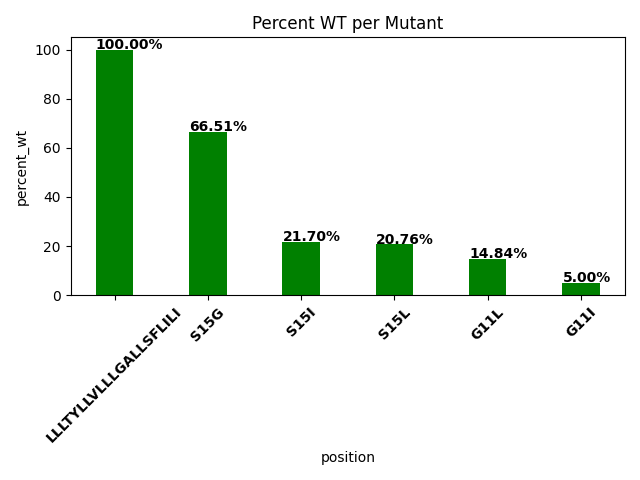 Percent WT per Mutant
percent_wt
100
80
60
40
20
0
100.00%
66.51%
21.70%
20.76%
14.84%
5.00%
LLLTYLLVLLLGALLSFLILI
S15G
S15I
S15L
G11L
G11I
position